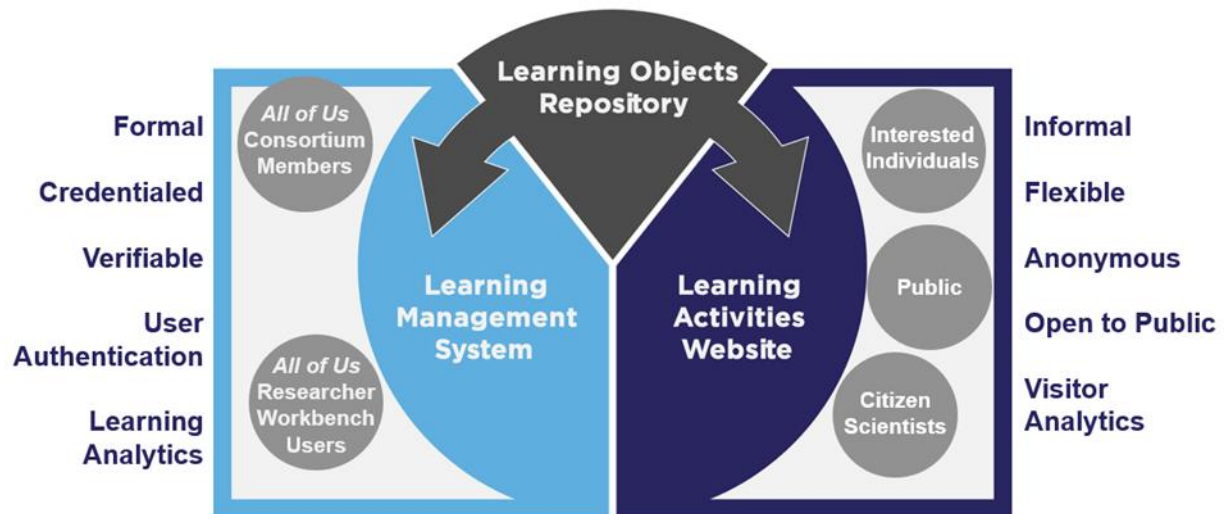 Learning Objects
Repository
Formal
Credentialed
Verifiable
User
Authentication
Learning
Analytics
All of Us
Consortium
Members
All of Us
Researcher
Workbench
Users
Learning
Management
System
Learning
Activities
Website
Interested
Individuals
Public
Citizen
Scientists
Informal
Flexible
Anonymous
Open to Public
Visitor
Analytics